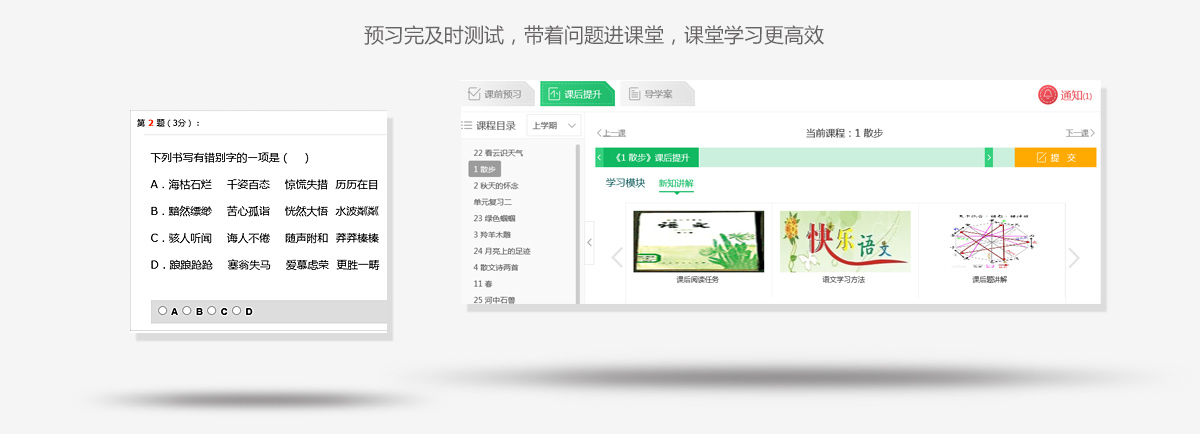 预习完及时测试，带着问题进课堂，课堂学习更高效
第 2 题（3分）：
下列书写有错别字的一项是（ ）
A．海枯石烂 千姿百态 惊慌失措 历历在目
B．黯然缥缈 苦心孤诣 恍然大悟 水波粼粼
C．骇人听闻 诲人不倦 随声附和 莽莽榛榛
D．踉踉跄跄 塞翁失马 爱慕虑荣 更胜一畴
A B C D
课前预习 课后提升 导学案
通知(1)
课程目录 上学期
上一课 当前课程：1 散步 下一课
22 看云识天气
1 散步
2 秋天的怀念
单元复习二
23 绿色蝈蝈
3 羚羊木雕
24 月亮上的足迹
4 散文诗两首
11 春
25 河中石兽
《1 散步》课后提升
提 交
学习模块 新知讲解
语文
快乐语文
课后阅读任务 语文学习方法 课后题讲解